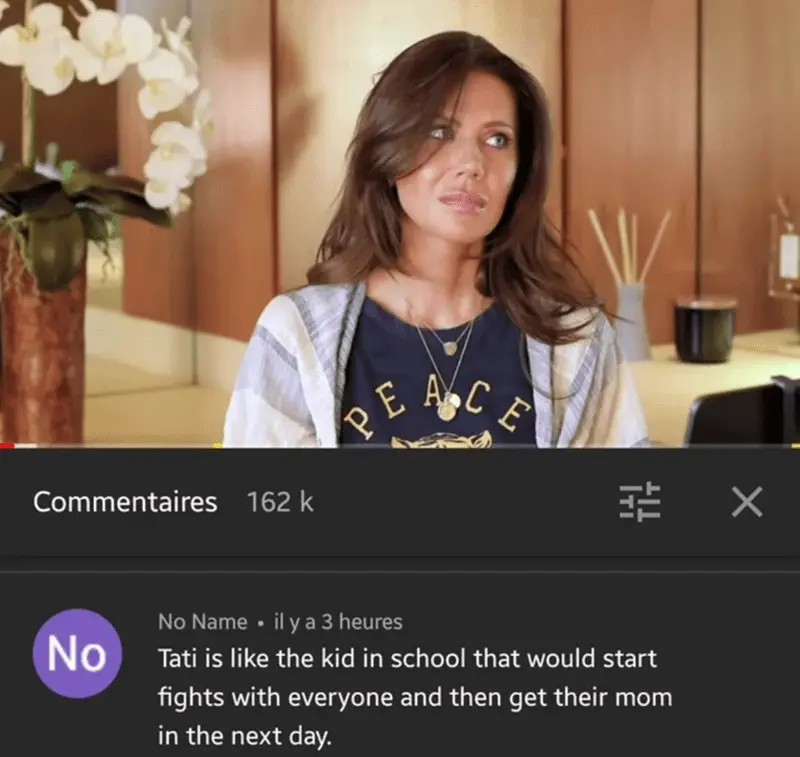 PEACE
Commentaires 162 k
No
No Name • il y a 3 heures
Tati is like the kid in school that would start
fights with everyone and then get their mom
in the next day.